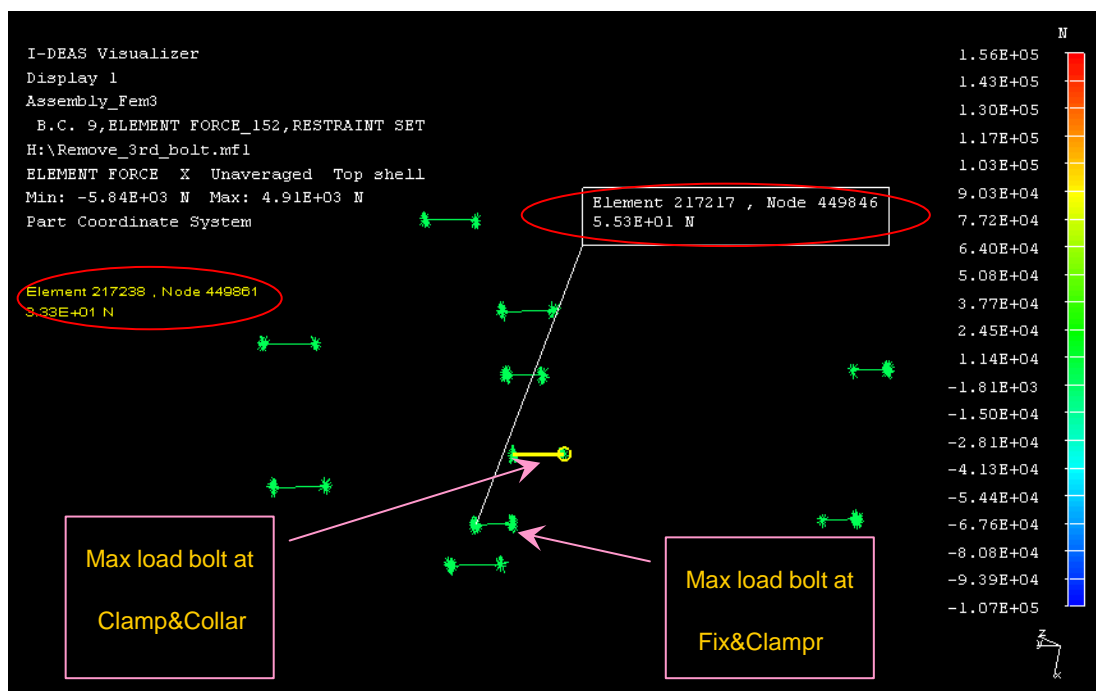 I-DEAS Visualizer
Display 1
Assembly_Fem3
B.C. 9,ELEMENT FORCE_152,RESTRAINT SET
H:\Remove_3rd_bolt.mf1
ELEMENT FORCE X Unaveraged Top shell
Min: -5.84E+03 N Max: 4.91E+03 N
Part Coordinate System
Element 217217 , Node 449846
5.53E+01 N
Element 217238 , Node 449861
3.33E+01 N
Max load bolt at
Clamp&Collar
Max load bolt at
Fix&Clampr
N
1.56E+05
1.43E+05
1.30E+05
1.17E+05
1.03E+05
9.03E+04
7.72E+04
6.40E+04
5.08E+04
3.77E+04
2.45E+04
1.14E+04
-1.81E+03
-1.50E+04
-2.81E+04
-4.13E+04
-5.44E+04
-6.76E+04
-8.08E+04
-9.39E+04
-1.07E+05
Z
X